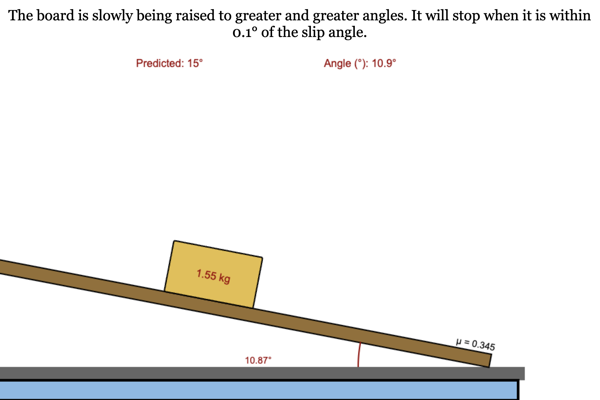 The board is slowly being raised to greater and greater angles. It will stop when it is within
0.1° of the slip angle.
Predicted: 15°
Angle (°): 10.9°
1.55 kg
μ = 0.345
10.87°